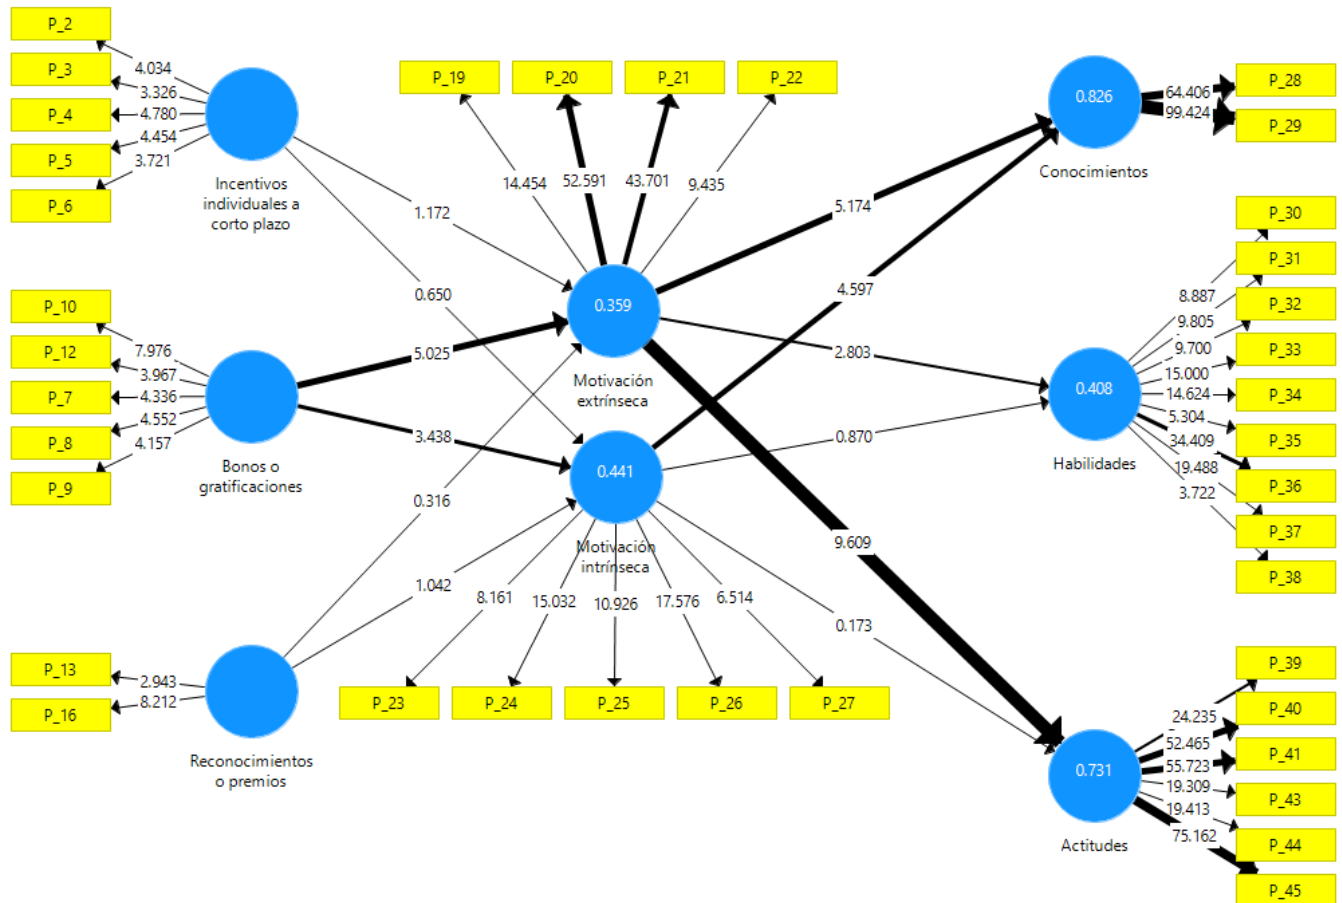 P_2
P_3
P_4
P_5
P_6
4.034
3.326
4.780
4.454
3.721
Incentivos
individuales a
corto plazo
P_10
P_12
P_7
P_8
P_9
7.976
3.967
4.336
4.552
4.157
Bonos o
gratificaciones
P_13
P_16
2.943
8.212
Reconocimientos
o premios
1.172
0.650
5.025
3.438
0.316
1.042
P_19
P_20
P_21
P_22
14.454
52.591
43.701
9.435
0.359
Motivación
extrínseca
0.441
Motivación
intrínseca
8.161
15.032
10.926
17.576
6.514
P_23
P_24
P_25
P_26
P_27
5.174
4.597
2.803
0.870
9.609
0.173
0.826
Conocimientos
64.406
99.424
P_28
P_29
0.408
Habilidades
8.887
9.805
9.700
15.000
14.624
5.304
34.409
19.488
3.722
P_30
P_31
P_32
P_33
P_34
P_35
P_36
P_37
P_38
0.731
Actitudes
24.235
52.465
55.723
19.309
19.413
75.162
P_39
P_40
P_41
P_43
P_44
P_45